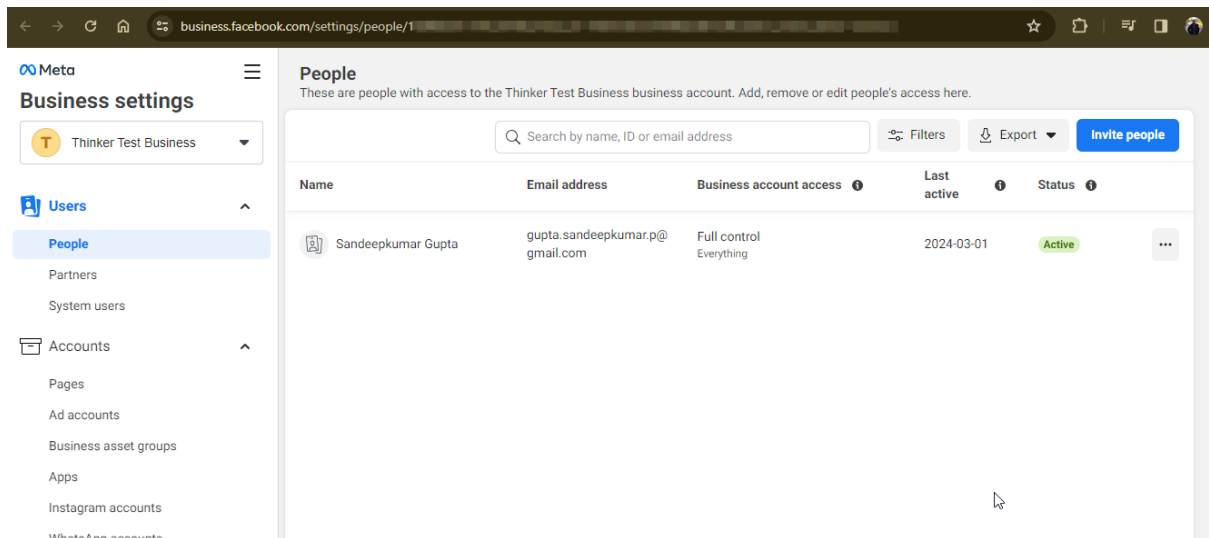 business.facebook.com/settings/people/1
Meta
Business settings
T Thinker Test Business
Users
People
Partners
System users
Accounts
Pages
Ad accounts
Business asset groups
Apps
Instagram accounts
WhatsApp accounts
People
These are people with access to the Thinker Test Business business account. Add, remove or edit people's access here.
Search by name, ID or email address
Filters
Export
Invite people
Name
Email address
Business account access
Last
active
Status
Sandeepkumar Gupta
gupta.sandeepkumar.p@
gmail.com
Full control
Everything
2024-03-01
Active